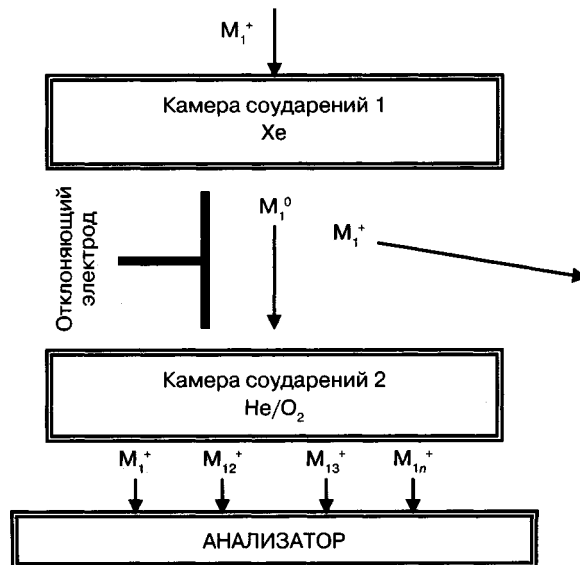 M₁⁺
Камера соударений 1
Xe
Отклоняющий
электрод
M₁⁰
M₁⁺
Камера соударений 2
He/O₂
M₁⁺ M₁₂⁺ M₁₃⁺ M₁ₙ⁺
АНАЛИЗАТОР